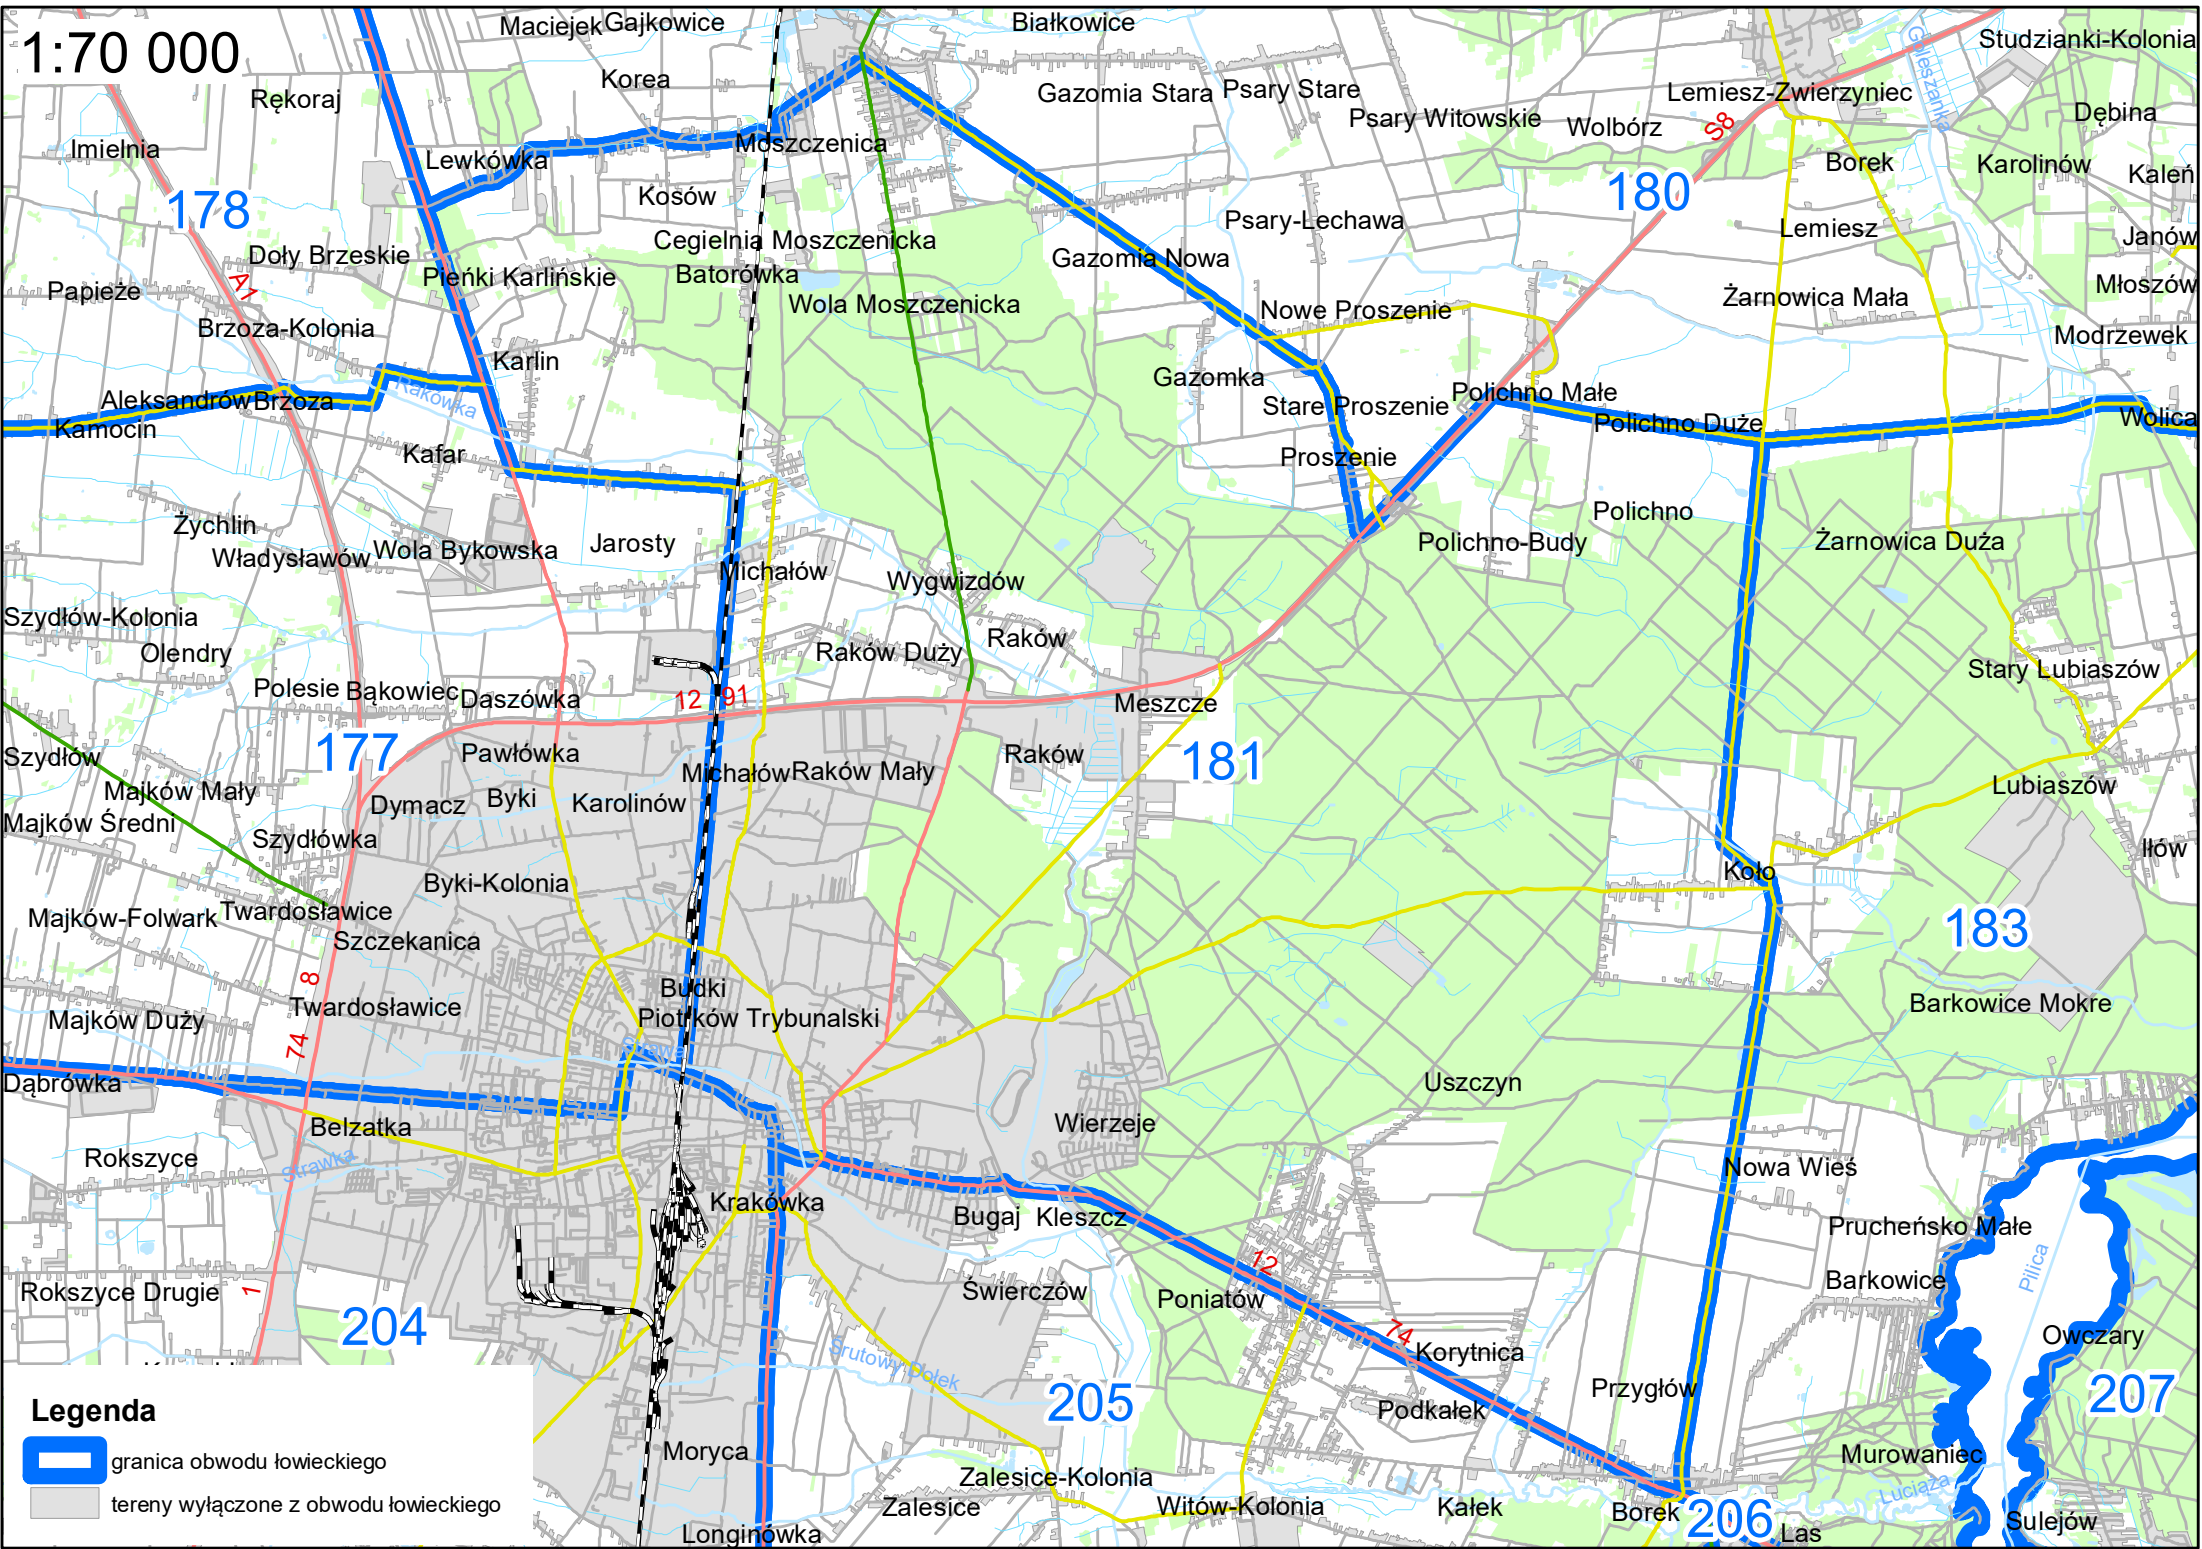 1:70 000
Maciejek
Gajkowice
Białkowice
Studzianki-Kolonia
Korea
Rękoraj
Gazomia Stara
Psary Stare
Lemiesz-Zwierzyniec
Goleszanka
Psary Witowskie
Wolbórz
S8
Dębina
Imielnia
Lewkówka
Moszczenica
Borek
Karolinów
Kaleń
178
Kosów
180
Psary-Lechawa
Lemiesz
Janów
Doły Brzeskie
Cegielnia Moszczenicka
Gazomia Nowa
Pieńki Karlińskie
Batorówka
Młoszów
A1
Papieże
Wola Moszczenicka
Nowe Proszenie
Żarnowica Mała
Brzoza-Kolonia
Modrzewek
Karlin
Gazomka
Rakówka
Polichno Małe
Aleksandrów
Brzoza
Stare Proszenie
Kamocin
Polichno Duże
Wolica
Kafar
Proszenie
Żychlin
Polichno
Władysławów
Wola Bykowska
Jarosty
Polichno-Budy
Żarnowica Duża
Michałów
Wygwizdów
Szydłów-Kolonia
Olendry
Raków Duży
Raków
Stary Lubiaszów
Polesie
Bąkowiec
Daszówka
12
91
Meszcze
177
Szydłów
Pawłówka
Raków
181
Michałów
Raków Mały
Majków Mały
Dymacz
Byki
Karolinów
Lubiaszów
Majków Średni
Szydłówka
Iłów
Byki-Kolonia
Koło
Majków-Folwark
Twardosławice
Szczekanica
183
8
Budki
Twardosławice
Barkowice Mokre
Majków Duży
Piotrków Trybunalski
74
Strawa
Dąbrówka
Uszczyn
Belzatka
Wierzeje
Rokszyce
Strawka
Nowa Wieś
Krakówka
Bugaj
Kleszcz
Prucheńsko Małe
12
Pilica
Rokszyce Drugie
1
Świerczów
Poniatów
Barkowice
204
74
Owczary
Srutowy Dołek
Korytnica
205
Przygłów
207
Podkałek
Legenda
granica obwodu łowieckiego
tereny wyłączone z obwodu łowieckiego
Moryca
Murowaniec
Zalesice-Kolonia
Luciąża
Zalesice
Witów-Kolonia
Kałek
Borek
206
Sulejów
Longinówka
Las